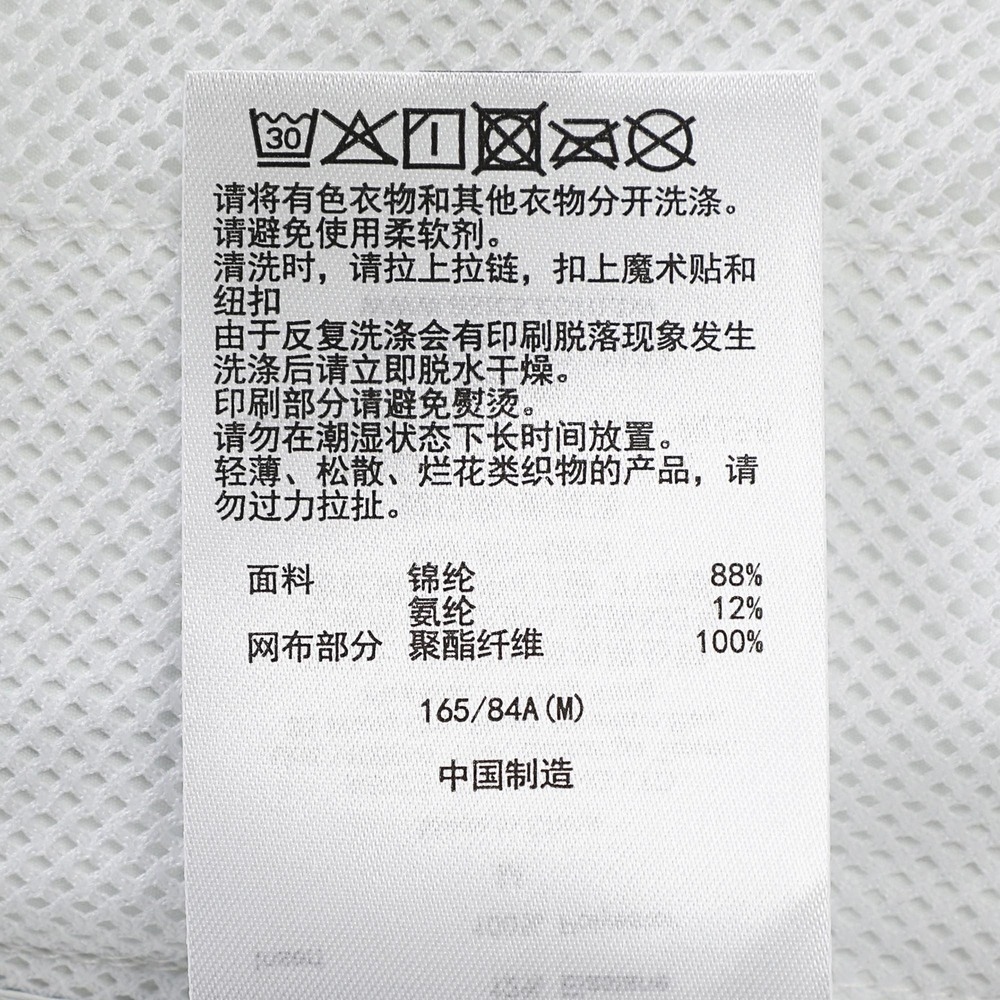 30
请将有色衣物和其他衣物分开洗涤。
请避免使用柔软剂。
清洗时，请拉上拉链，扣上魔术贴和
纽扣
由于反复洗涤会有印刷脱落现象发生
洗涤后请立即脱水干燥。
印刷部分请避免熨烫。
请勿在潮湿状态下长时间放置。
轻薄、松散、烂花类织物的产品，请
勿过力拉扯。
面料 锦纶 88%
氨纶 12%
网布部分 聚酯纤维 100%
165/84A(M)
中国制造